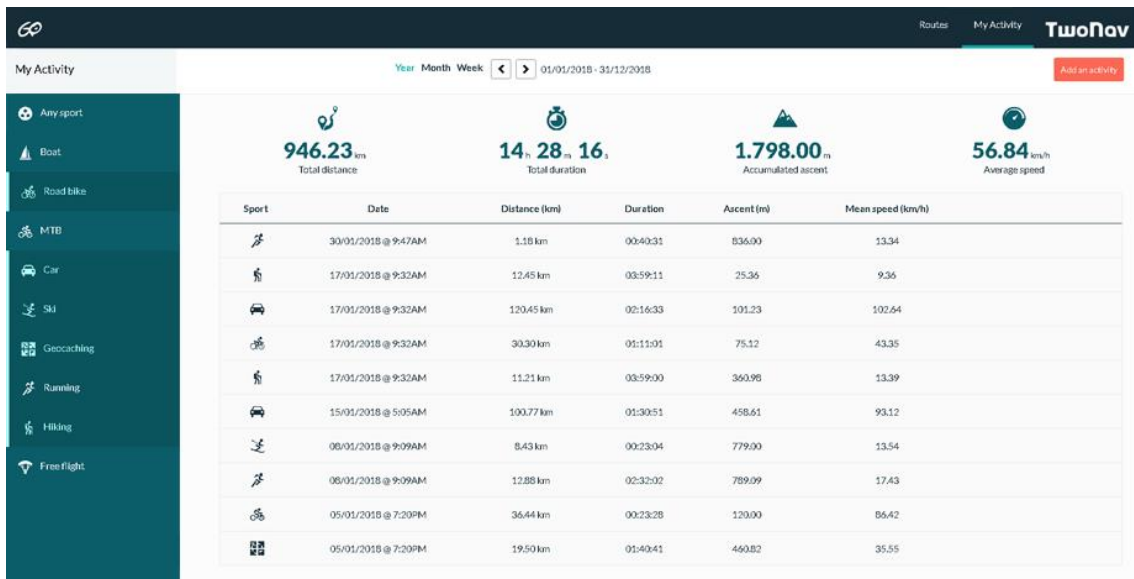 Routes My Activity TwoNav
My Activity Year Month Week 01/01/2018 - 31/12/2018 Add an activity
Any sport
Boat
Road bike
MTB
Car
Ski
Geocaching
Running
Hiking
Free flight
946.23 km 14 h 28 m 16 s 1.798.00 m 56.84 km/h
Total distance Total duration Accumulated ascent Average speed
Sport Date Distance (km) Duration Ascent (m) Mean speed (km/h)
30/01/2018 @ 9:47AM 1.18 km 00:40:31 836.00 13.34
17/01/2018 @ 9:32AM 12.45 km 03:59:11 25.36 9.36
17/01/2018 @ 9:32AM 120.45 km 02:16:33 101.23 102.64
17/01/2018 @ 9:32AM 30.30 km 01:11:01 75.12 43.35
17/01/2018 @ 9:32AM 11.21 km 03:59:00 360.98 13.39
15/01/2018 @ 5:05AM 100.77 km 01:30:51 458.61 93.12
08/01/2018 @ 9:09AM 8.43 km 00:23:04 779.00 13.54
08/01/2018 @ 9:09AM 12.88 km 02:32:02 789.09 17.43
05/01/2018 @ 7:20PM 36.44 km 00:23:28 120.00 86.42
05/01/2018 @ 7:20PM 19.50 km 01:40:41 460.82 35.55